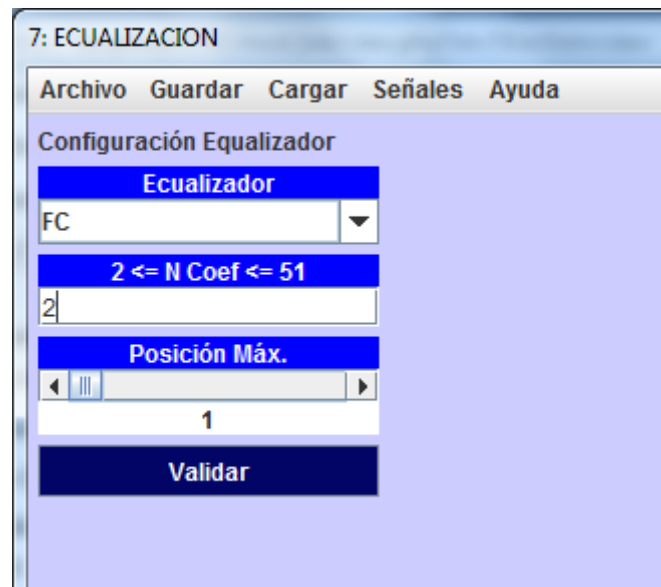 7: ECUALIZACION
Archivo Guardar Cargar Señales Ayuda
Configuración Equalizador
Ecualizador
FC
2 <= N Coef <= 51
2
Posición Máx.
1
Validar